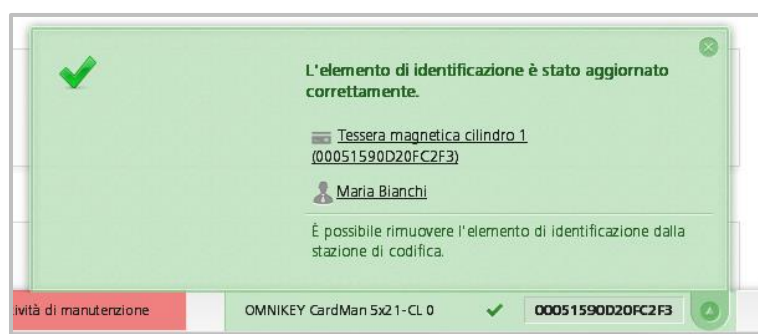 L'elemento di identificazione è stato aggiornato
correttamente.
Tessera magnetica cilindro 1
(00051590D20FC2F3)
Maria Bianchi
È possibile rimuovere l'elemento di identificazione dalla
stazione di codifica.
ività di manutenzione OMNIKEY CardMan 5x21-CL 0 00051590D20FC2F3